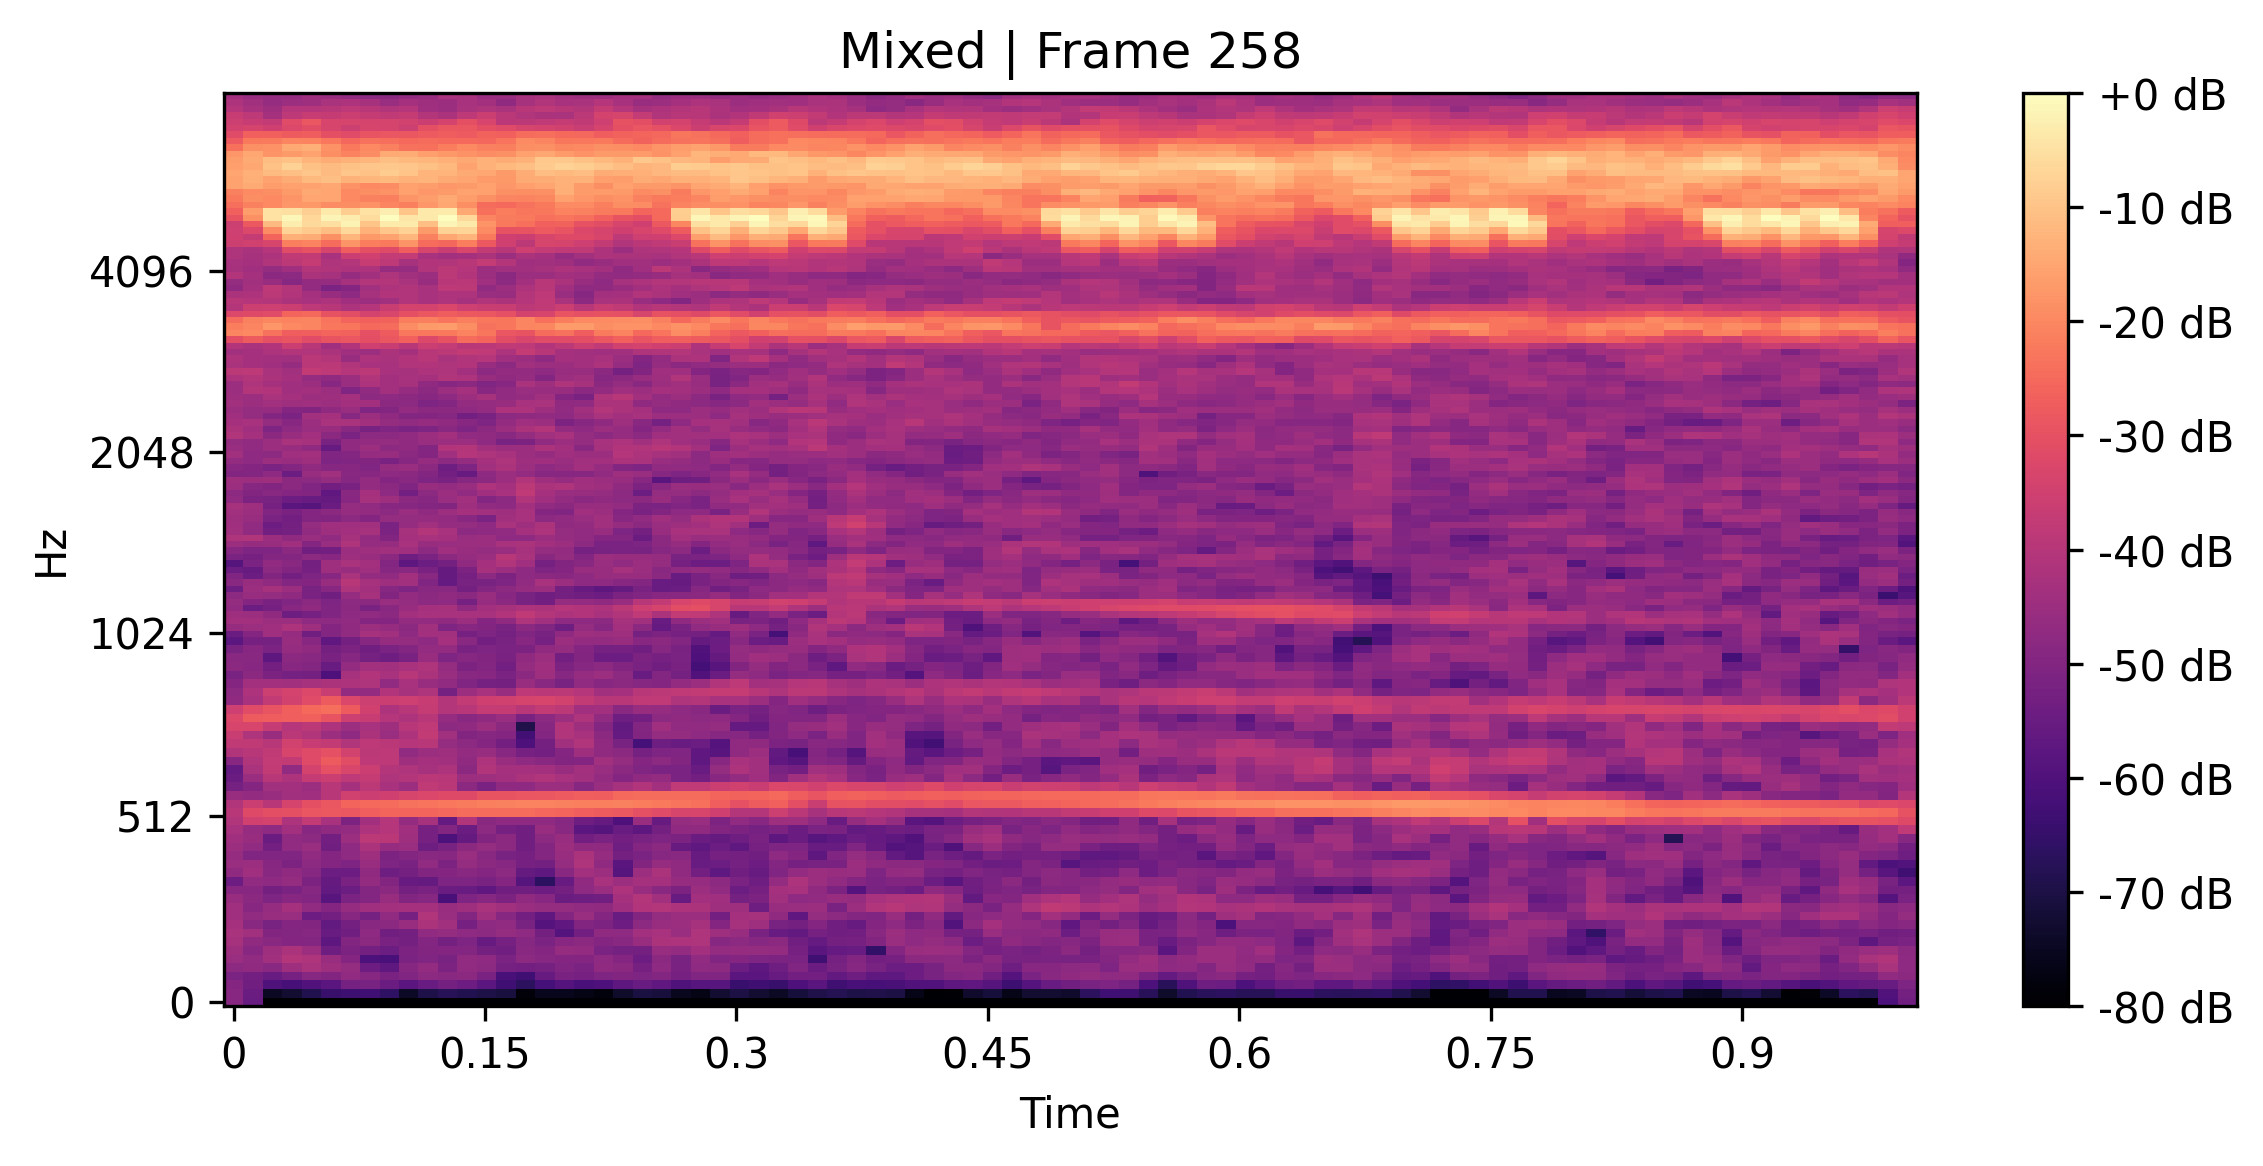 Mixed | Frame 258
+0 dB
-10 dB
-20 dB
-30 dB
-40 dB
-50 dB
-60 dB
-70 dB
-80 dB
4096
2048
1024
512
0
Hz
0 0.15 0.3 0.45 0.6 0.75 0.9
Time